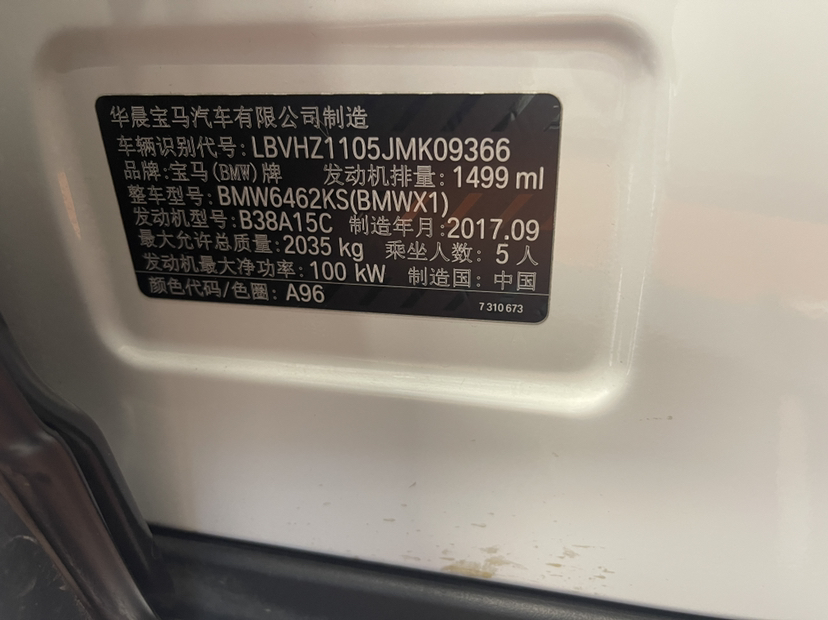 华晨宝马汽车有限公司制造
车辆识别代号: LBVHZ1105JMK09366
品牌: 宝马(BMW)牌 发动机排量: 1499 ml
整车型号: BMW6462KS(BMWX1)
发动机型号: B38A15C 制造年月: 2017.09
最大允许总质量: 2035 kg 乘坐人数: 5 人
发动机最大净功率: 100 kW 制造国: 中国
颜色代码/色圈: A96
7 310 673